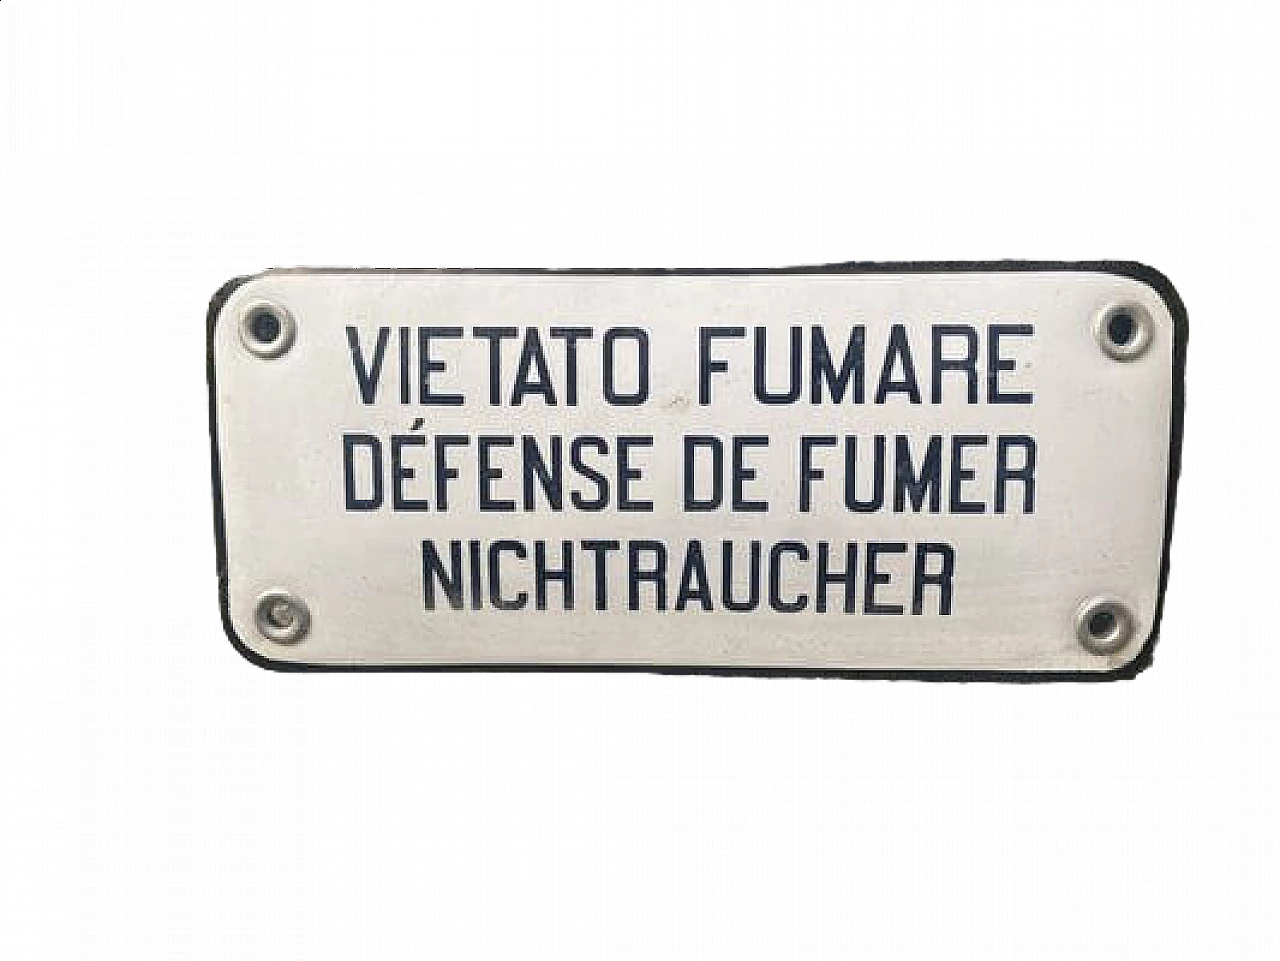 VIETATO FUMARE
DÉFENSE DE FUMER
NICHTRAUCHER